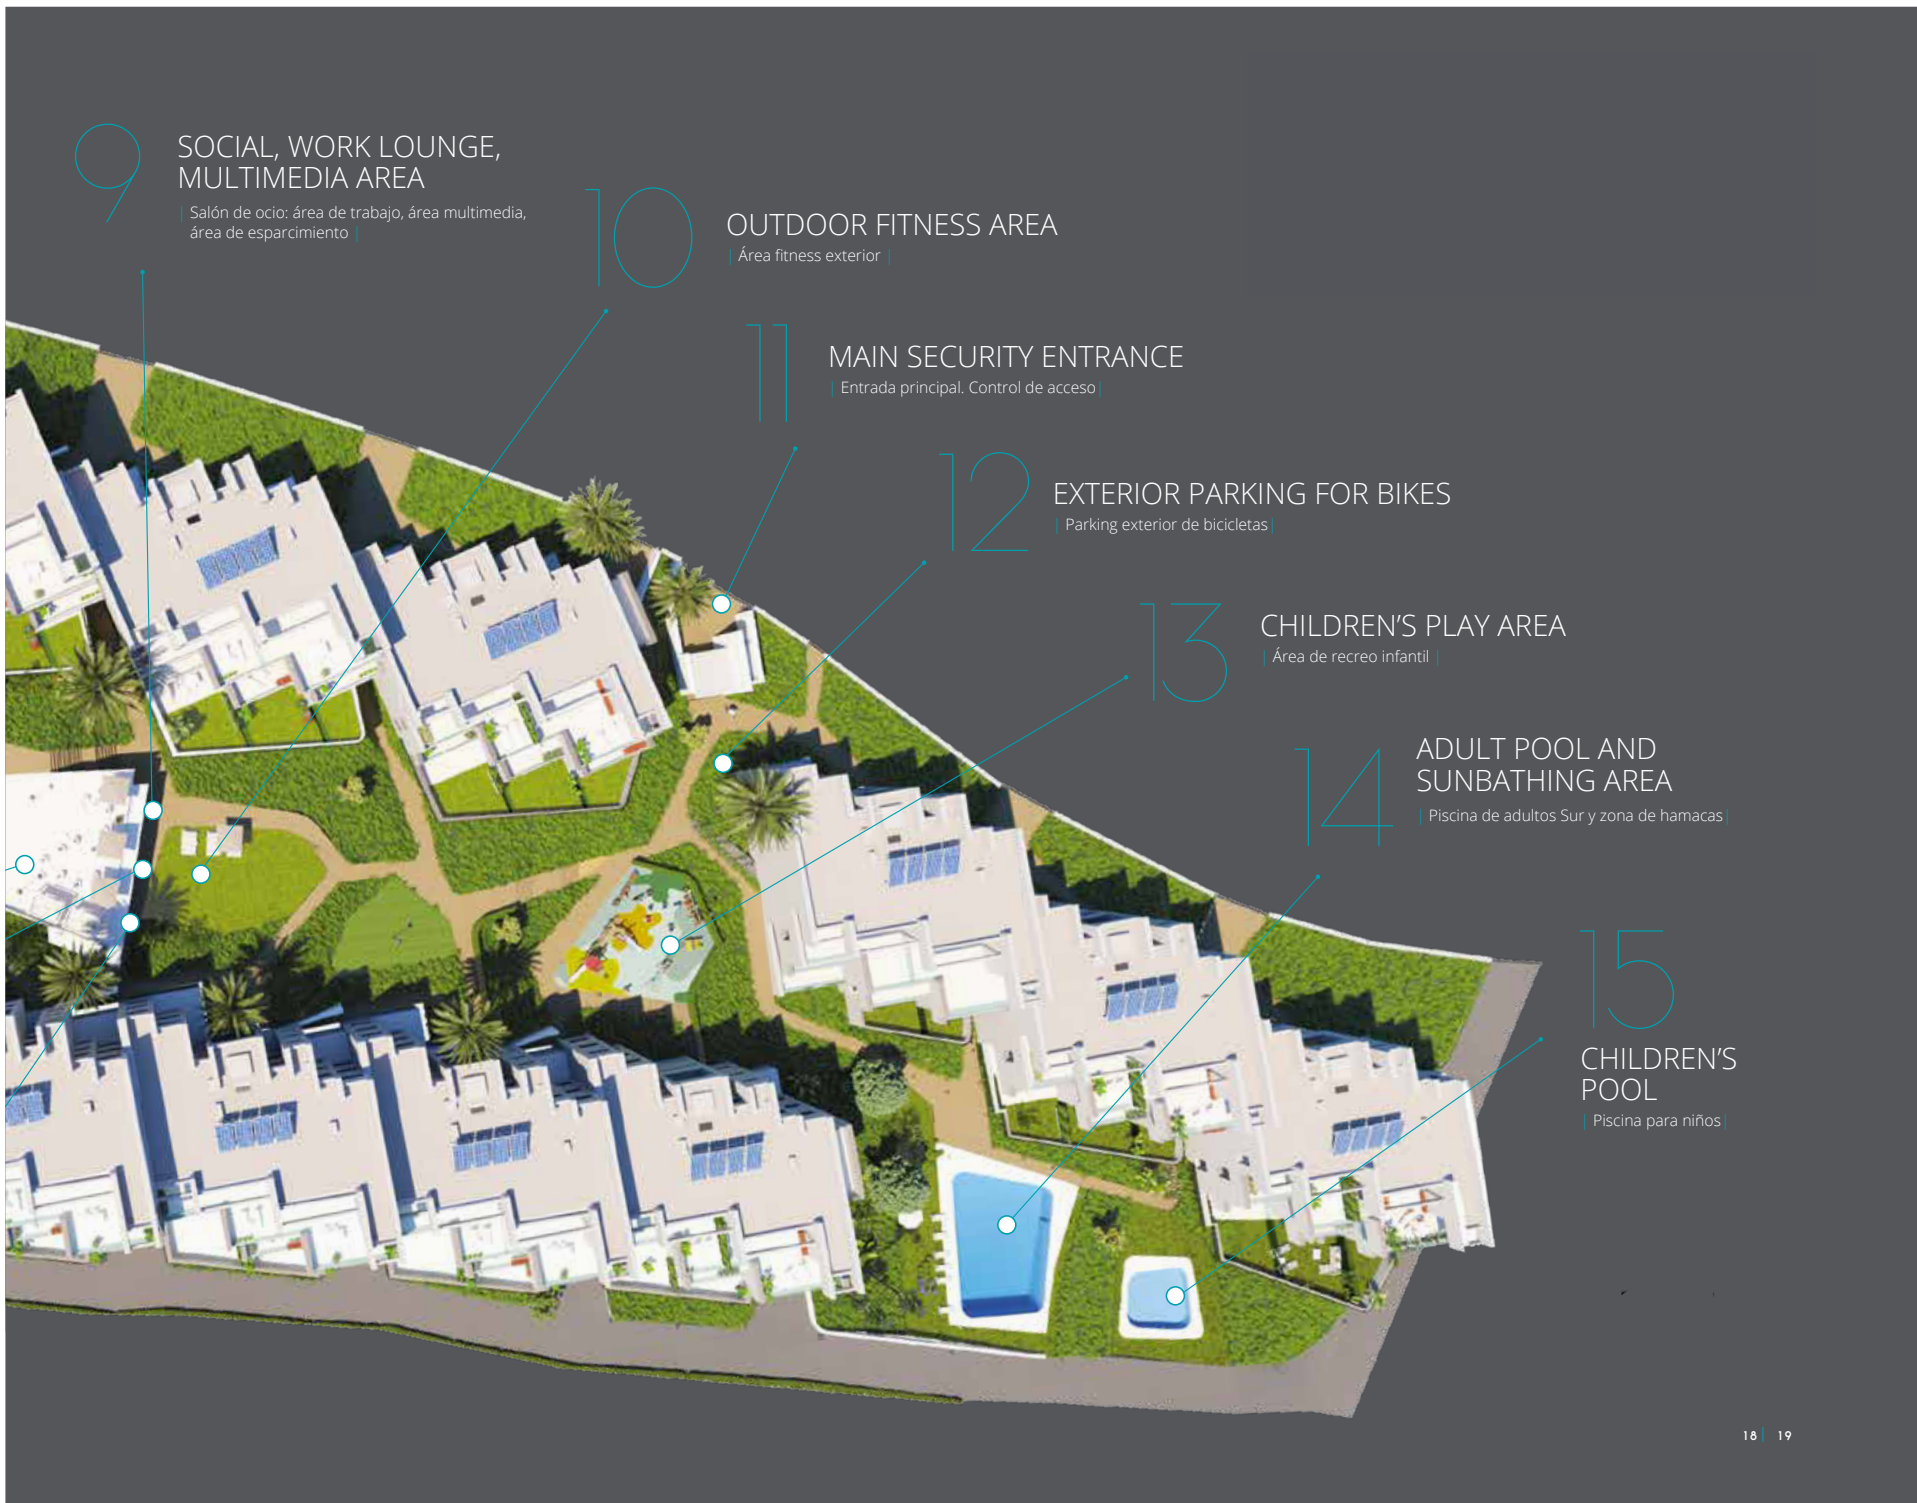 9
SOCIAL, WORK LOUNGE,
MULTIMEDIA AREA
| Salón de ocio: área de trabajo, área multimedia,
área de esparcimiento |
10
OUTDOOR FITNESS AREA
| Área fitness exterior |
11
MAIN SECURITY ENTRANCE
| Entrada principal. Control de acceso |
12
EXTERIOR PARKING FOR BIKES
| Parking exterior de bicicletas |
13
CHILDREN'S PLAY AREA
| Área de recreo infantil |
14
ADULT POOL AND
SUNBATHING AREA
| Piscina de adultos Sur y zona de hamacas |
15
CHILDREN'S
POOL
| Piscina para niños |
18 | 19